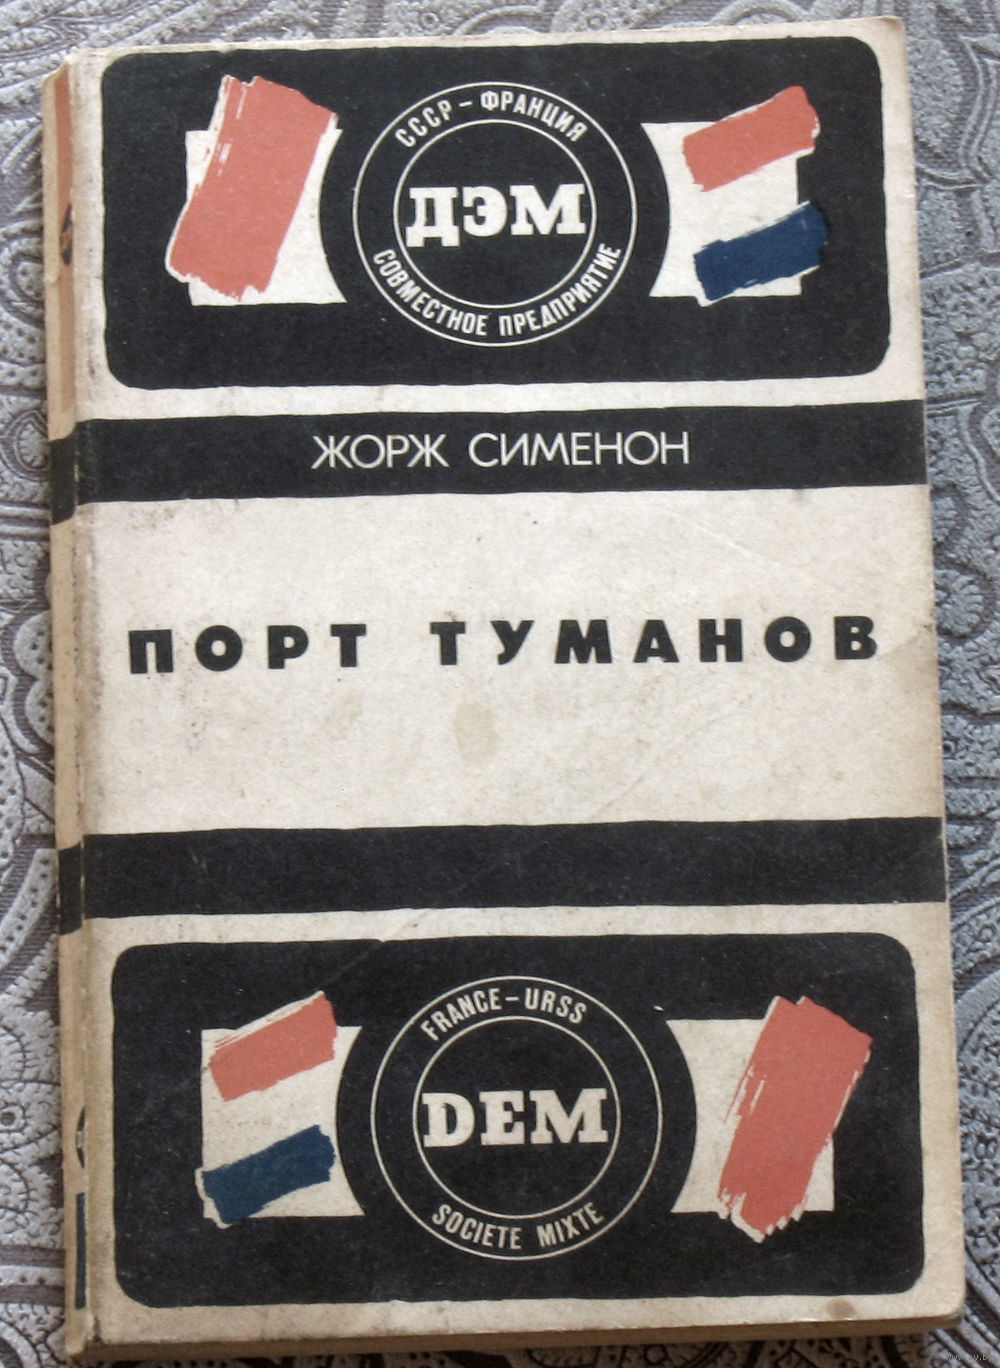 СССР – ФРАНЦИЯ
ДЭМ
СОВМЕСТНОЕ ПРЕДПРИЯТИЕ
ЖОРЖ СИМЕНОН
ПОРТ ТУМАНОВ
FRANCE – URSS
DEM
SOCIETE MIXTE